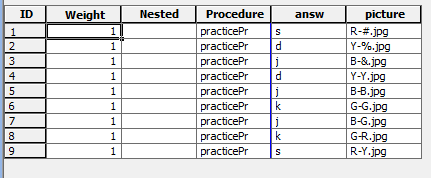 ID Weight Nested Procedure answ picture
1 1 practicePr s R-#.jpg
2 1 practicePr d Y-%.jpg
3 1 practicePr j B-&.jpg
4 1 practicePr d Y-Y.jpg
5 1 practicePr j B-B.jpg
6 1 practicePr k G-G.jpg
7 1 practicePr j B-G.jpg
8 1 practicePr k G-R.jpg
9 1 practicePr s R-Y.jpg